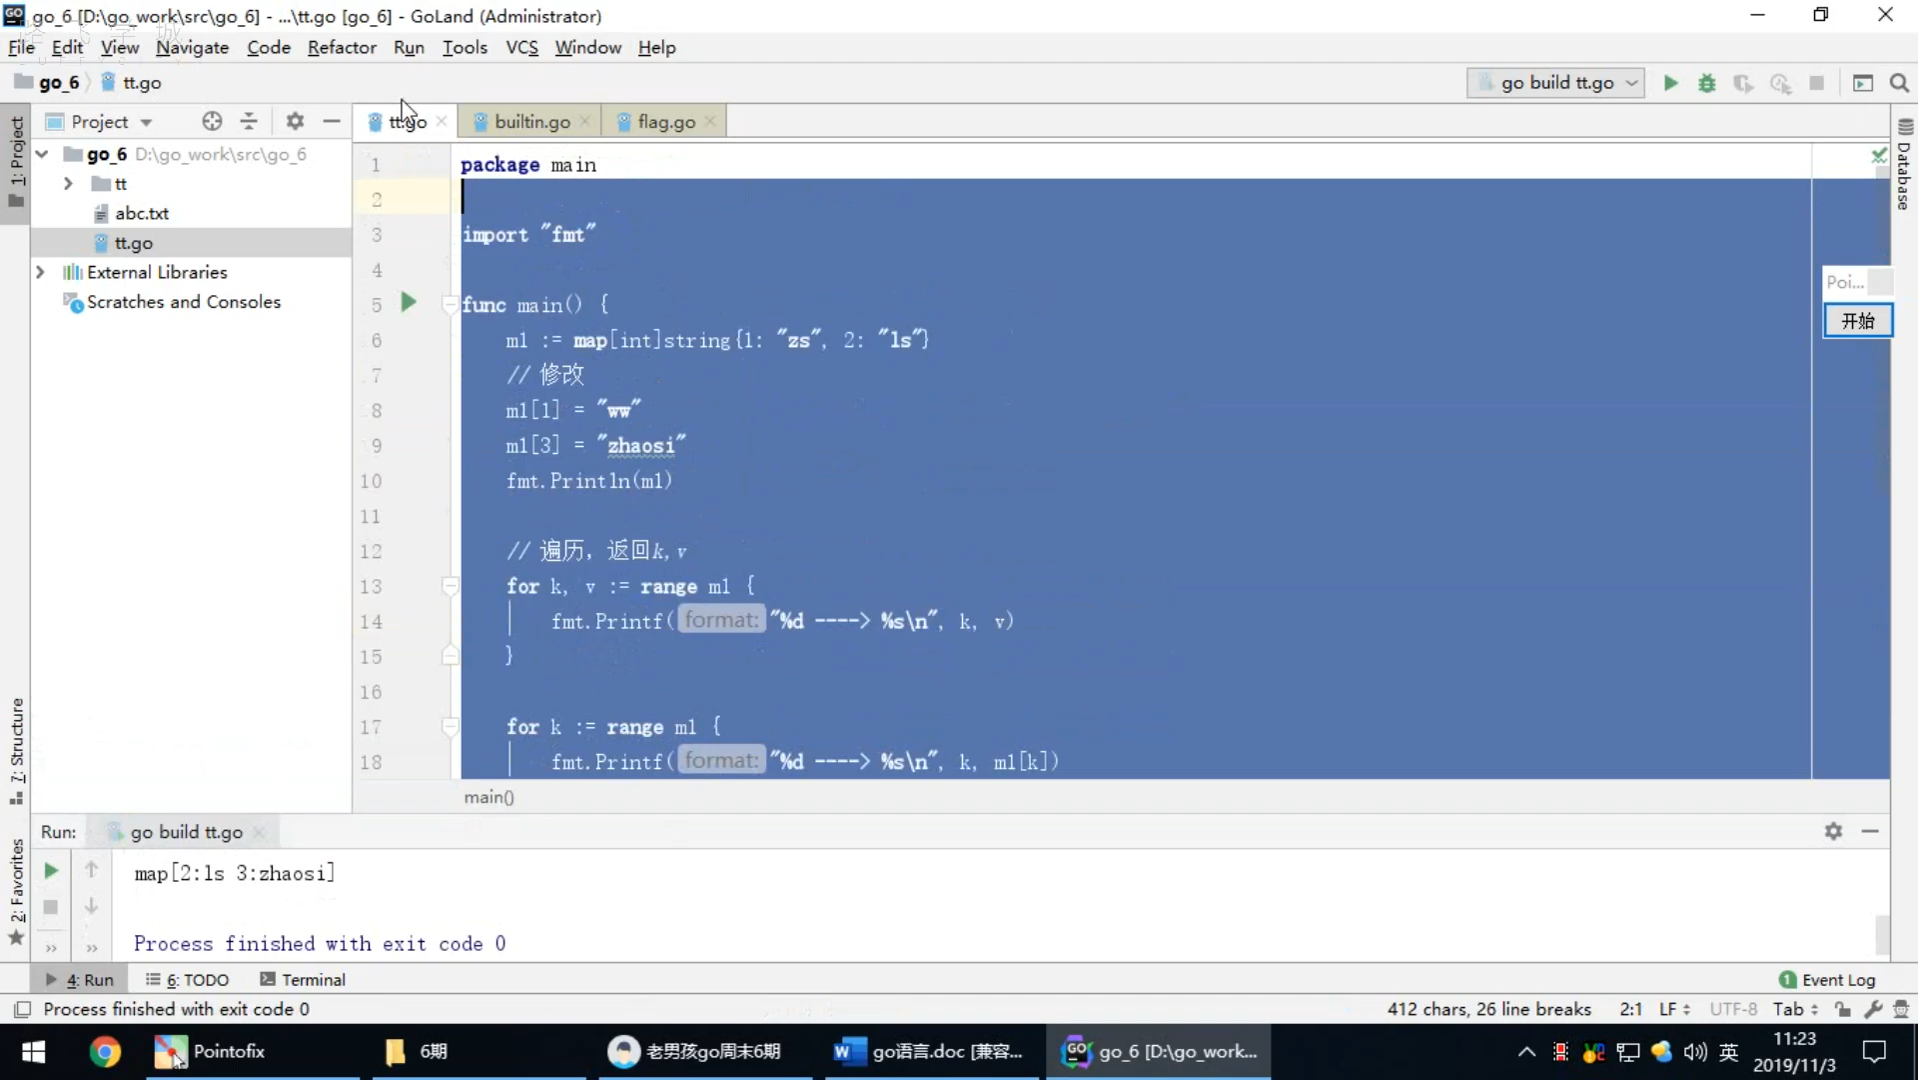 go_6 [D:\go_work\src\go_6] - ...\tt.go [go_6] - GoLand (Administrator)
File Edit View Navigate Code Refactor Run Tools VCS Window Help
go_6 tt.go
go build tt.go
Project
tt.go builtin.go flag.go
1: Project
go_6 D:\go_work\src\go_6
tt
abc.txt
tt.go
External Libraries
Scratches and Consoles
7: Structure
2: Favorites
Database
1 package main
2
3 import "fmt"
4
5 func main() {
6 m1 := map[int]string{1: "zs", 2: "ls"}
7 // 修改
8 m1[1] = "ww"
9 m1[3] = "zhaosi"
10 fmt.Println(m1)
11
12 // 遍历，返回k,v
13 for k, v := range m1 {
14 fmt.Printf( format: "%d ----> %s\n", k, v)
15 }
16
17 for k := range m1 {
18 fmt.Printf( format: "%d ----> %s\n", k, m1[k])
main()
Poi...
开始
Run: go build tt.go
map[2:ls 3:zhaosi]
Process finished with exit code 0
4: Run 6: TODO Terminal
1 Event Log
Process finished with exit code 0
412 chars, 26 line breaks 2:1 LF UTF-8 Tab
Pointofix
6期
老男孩go周末6期
go语言.doc [兼容...
go_6 [D:\go_work...
英
11:23
2019/11/3